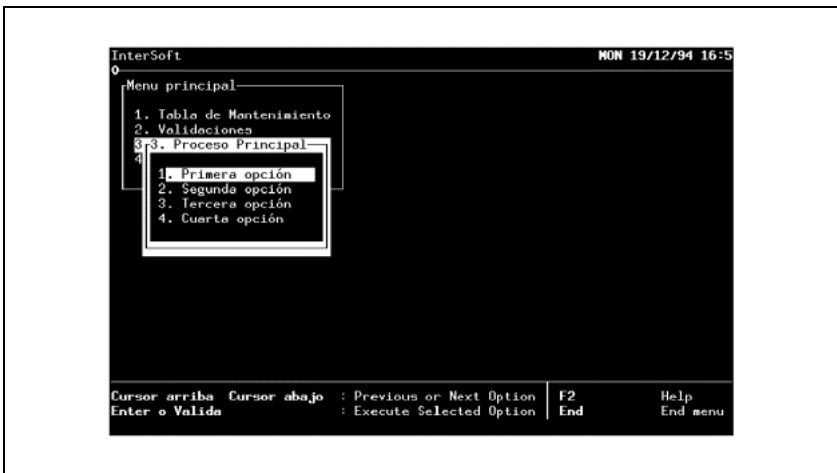 InterSoft MON 19/12/94 16:5
Menu principal
1. Tabla de Mantenimiento
2. Validaciones
3 3. Proceso Principal
4
1. Primera opción
2. Segunda opción
3. Tercera opción
4. Cuarta opción
Cursor arriba Cursor abajo : Previous or Next Option F2 Help
Enter o Valida : Execute Selected Option End End menu